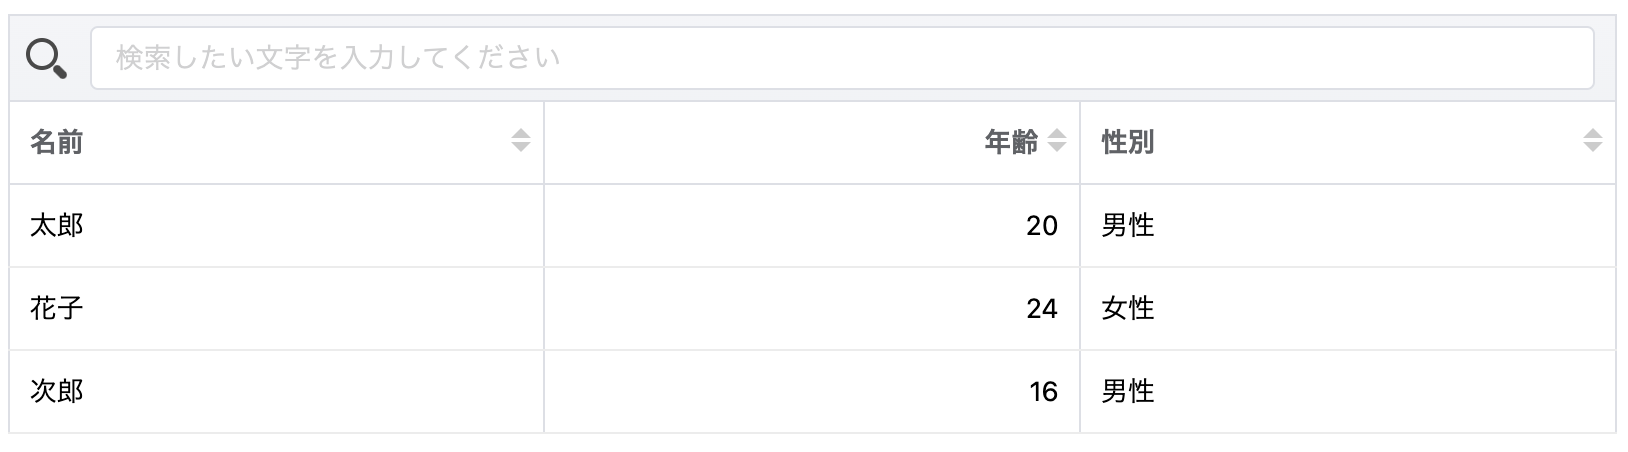 検索したい文字を入力してください
名前 年齢 性別
太郎 20 男性
花子 24 女性
次郎 16 男性